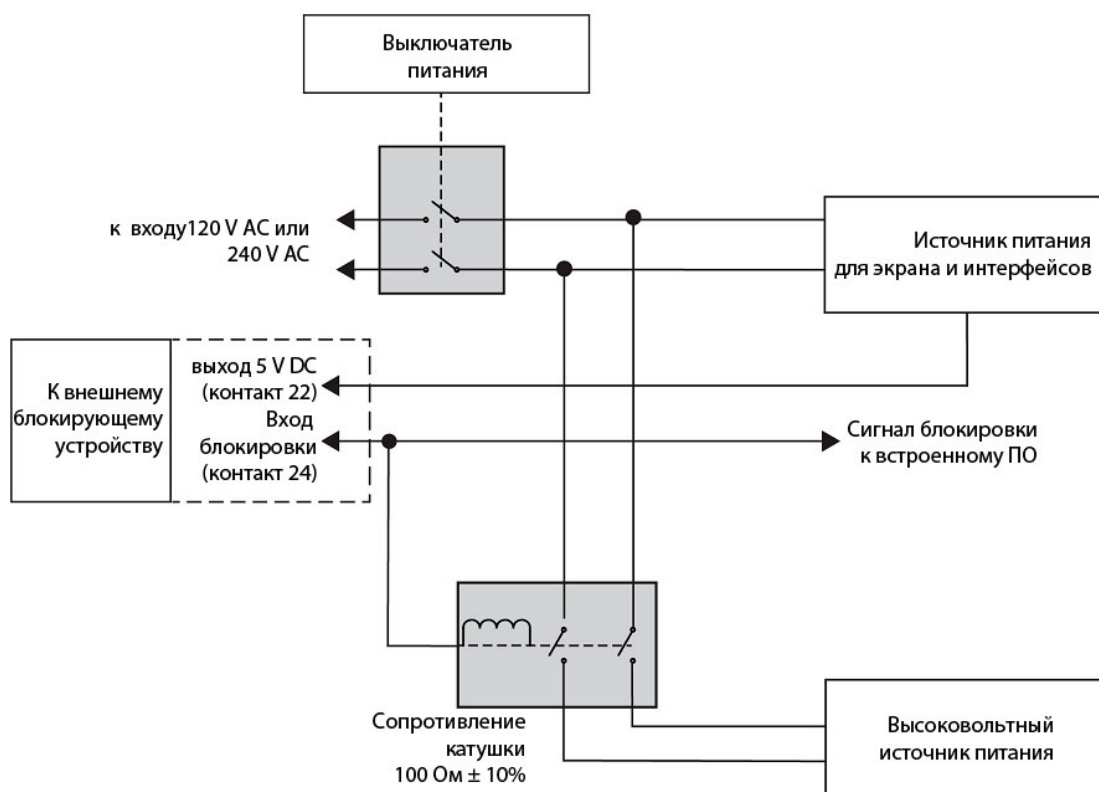 Выключатель
питания
к входу120 V AC или
240 V AC
Источник питания
для экрана и интерфейсов
К внешнему
блокирующему
устройству
выход 5 V DC
(контакт 22)
Вход
блокировки
(контакт 24)
Сигнал блокировки
к встроенному ПО
Сопротивление
катушки
100 Ом ± 10%
Высоковольтный
источник питания